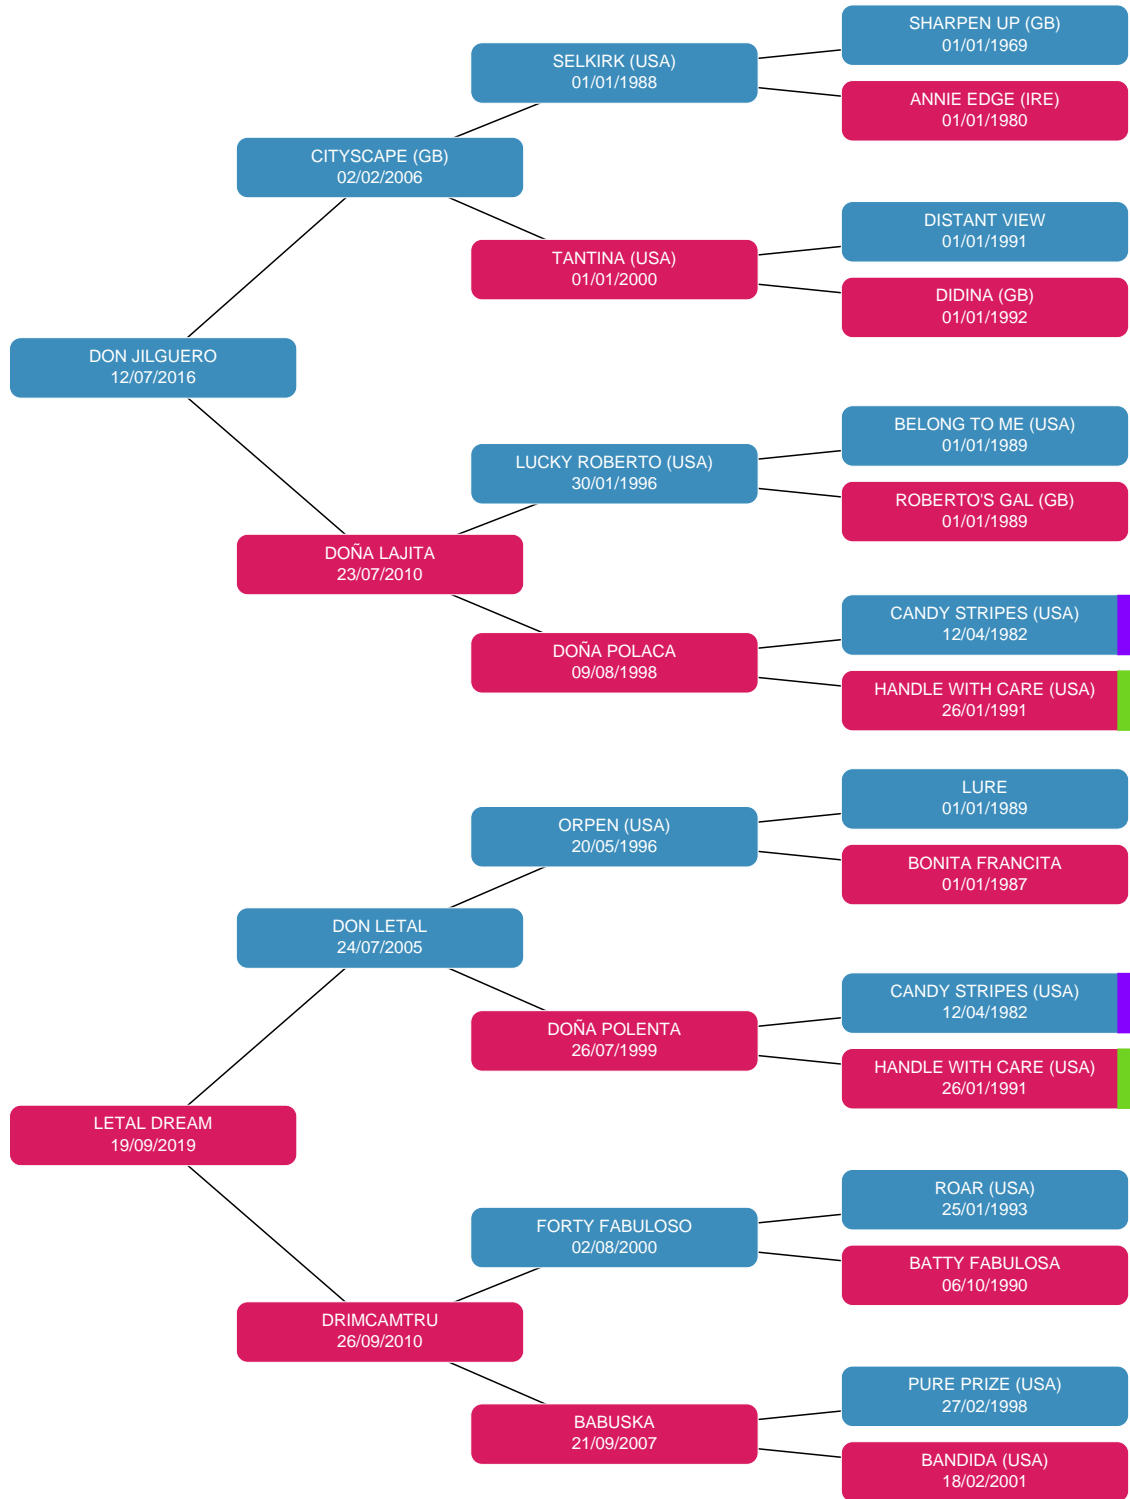 SHARPEN UP (GB)
01/01/1969
SELKIRK (USA)
01/01/1988
ANNIE EDGE (IRE)
01/01/1980
CITYSCAPE (GB)
02/02/2006
DISTANT VIEW
01/01/1991
TANTINA (USA)
01/01/2000
DIDINA (GB)
01/01/1992
DON JILGUERO
12/07/2016
BELONG TO ME (USA)
01/01/1989
LUCKY ROBERTO (USA)
30/01/1996
ROBERTO'S GAL (GB)
01/01/1989
DOÑA LAJITA
23/07/2010
CANDY STRIPES (USA)
12/04/1982
DOÑA POLACA
09/08/1998
HANDLE WITH CARE (USA)
26/01/1991
LURE
01/01/1989
ORPEN (USA)
20/05/1996
BONITA FRANCITA
01/01/1987
DON LETAL
24/07/2005
CANDY STRIPES (USA)
12/04/1982
DOÑA POLENTA
26/07/1999
HANDLE WITH CARE (USA)
26/01/1991
LETAL DREAM
19/09/2019
ROAR (USA)
25/01/1993
FORTY FABULOSO
02/08/2000
BATTY FABULOSA
06/10/1990
DRIMCAMTRU
26/09/2010
PURE PRIZE (USA)
27/02/1998
BABUSKA
21/09/2007
BANDIDA (USA)
18/02/2001